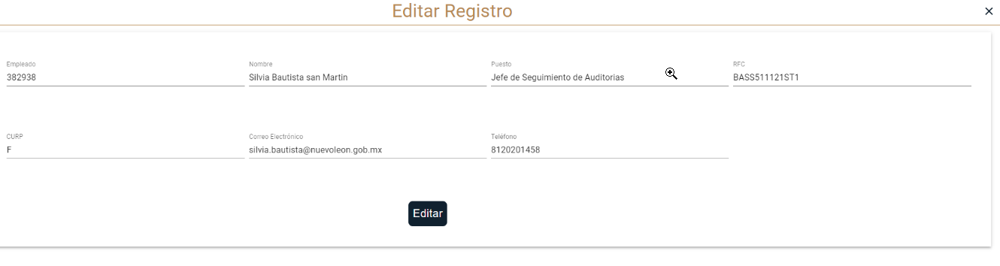 Editar Registro
Empleado
382938
Nombre
Silvia Bautista san Martin
Puesto
Jefe de Seguimiento de Auditorias
RFC
BASS511121ST1
CURP
F
Correo Electrónico
silvia.bautista@nuevoleon.gob.mx
Teléfono
8120201458
Editar